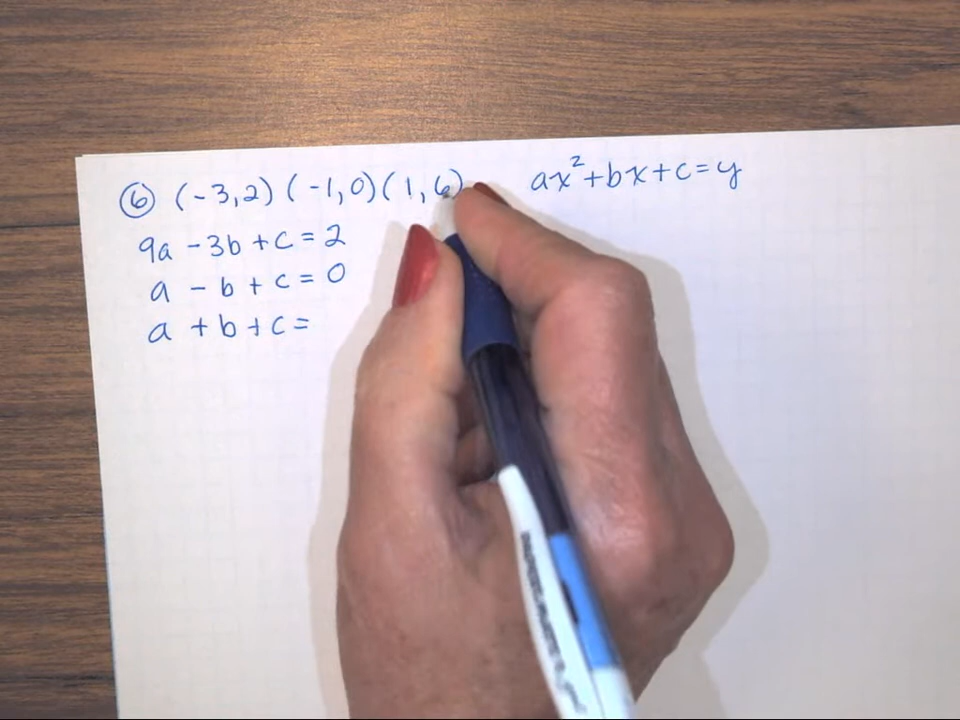 ⑥ (-3,2) (-1,0) (1,6) ax²+bx+c=y
9a -3b +c = 2
a - b + c = 0
a + b + c =